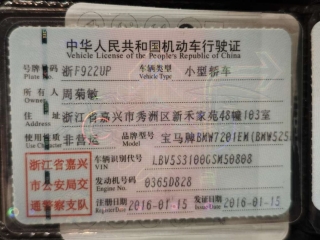 中华人民共和国机动车行驶证
Vehicle License of the People's Republic of China
号牌号码 浙F922UP 车辆类型 小型轿车
Plate No. Vehicle Type
所有人 周菊敏
Owner
住址 浙江省嘉兴市秀洲区新禾家苑48幢103室
Address
使用性质 非营运 品牌型号 宝马牌BMW7201EM(BMW525
Use Character Model
浙江省嘉兴
市公安局交
通警察支队
车辆识别代号 LBV5S3100GSM50808
VIN
发动机号码 0365D828
Engine No.
注册日期 2016-01-15 发证日期 2016-01-15
Register Date Issue Date